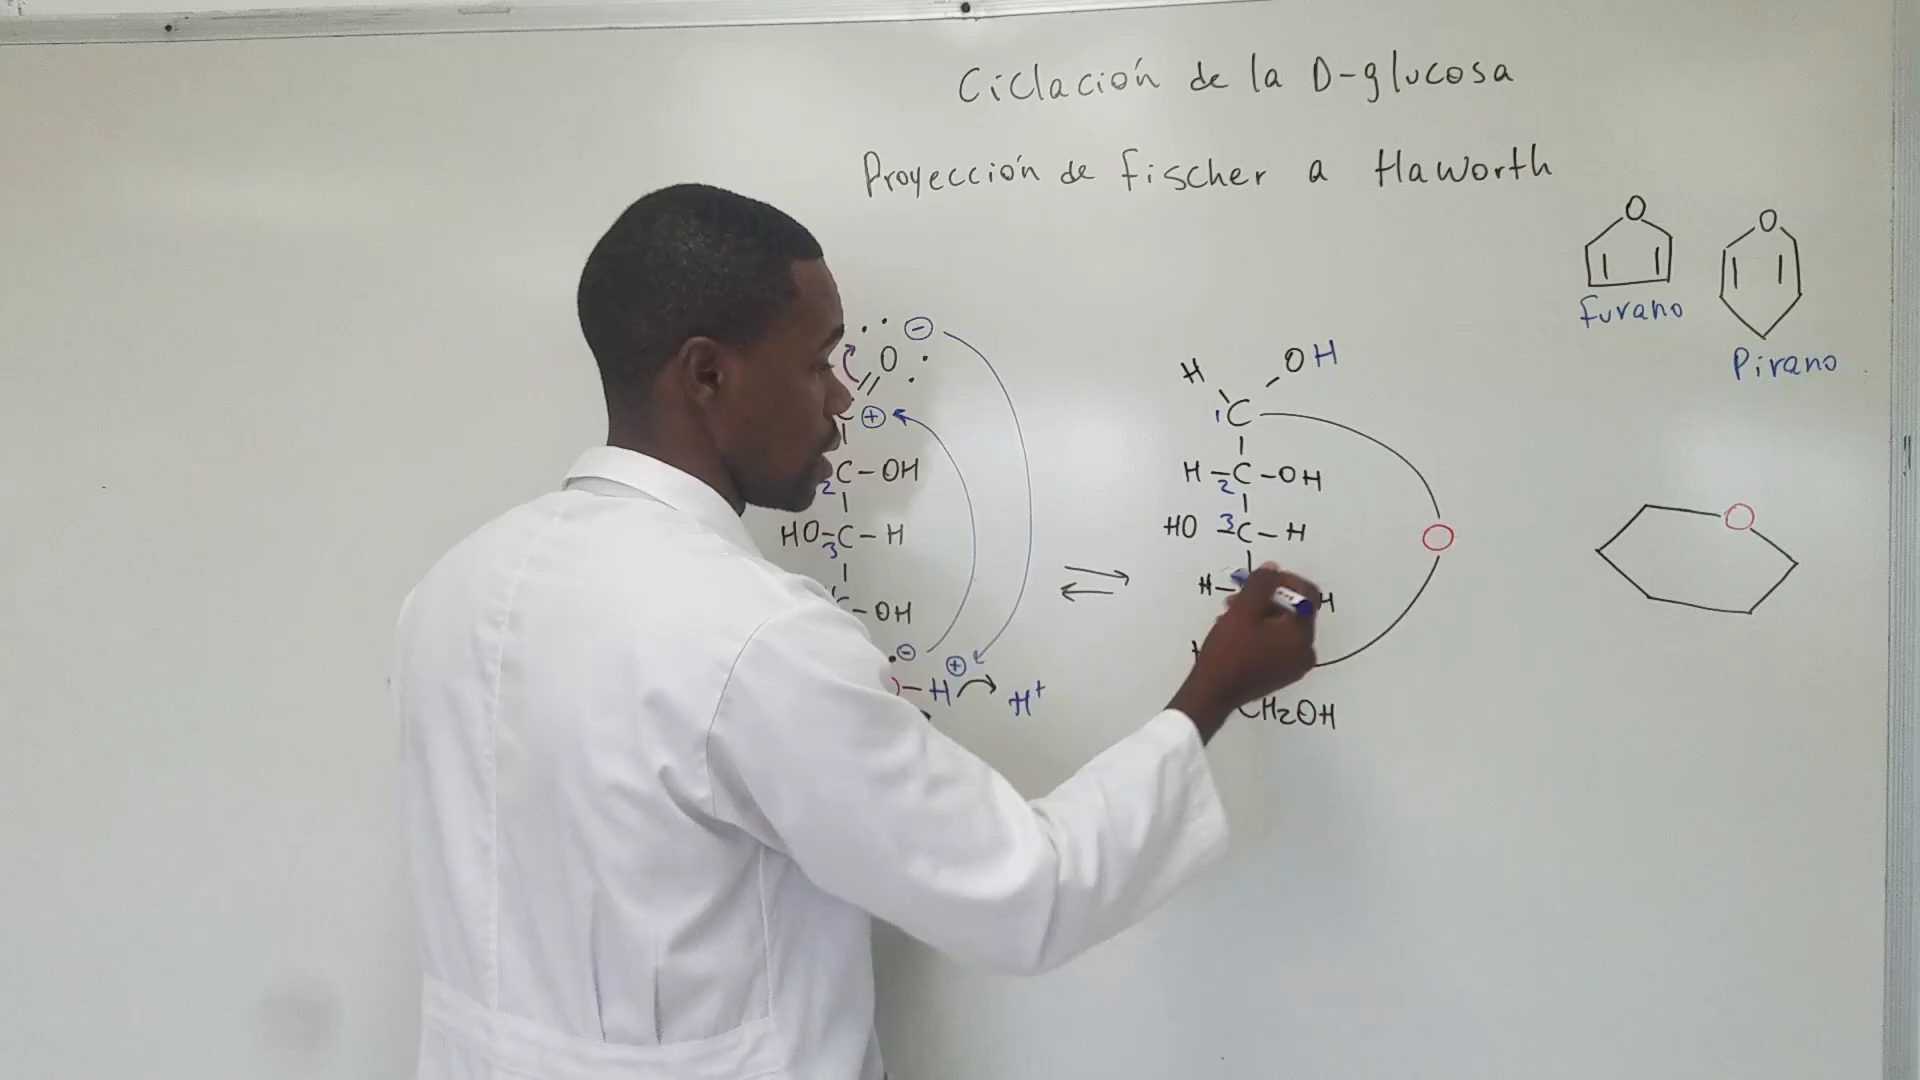 Ciclación de la D-glucosa
Proyección de Fischer a Haworth
O
O
Furano
Pirano
⊖
O
⊕
C-OH
2
HO-C-H
3
C-OH
⊖
-H
⊕
H+
H OH
1C
H-C-OH
2
HO 3C-H
H-
H
CH2OH
O
O